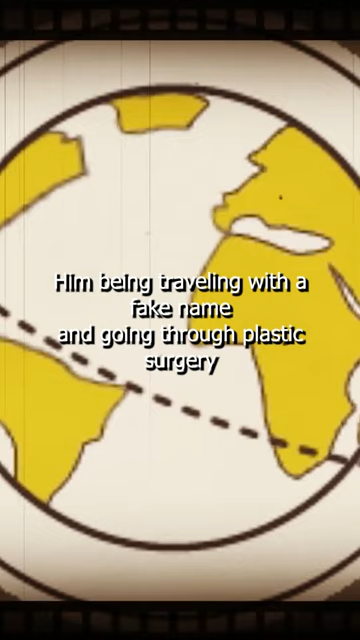 Him being traveling with a
fake name
and going through plastic
surgery